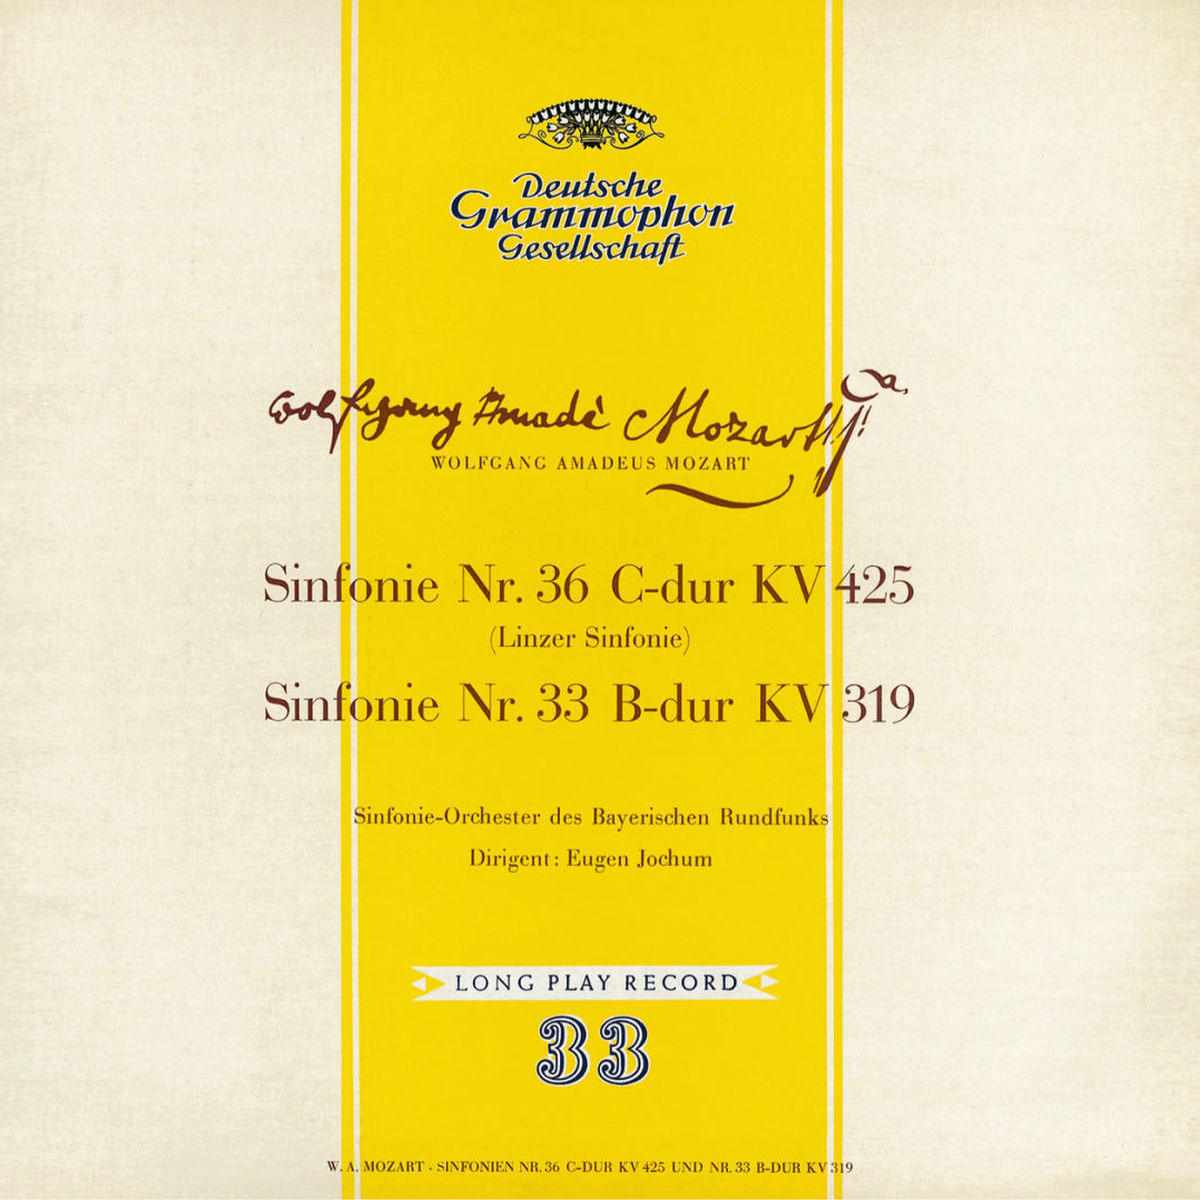 Deutsche
Grammophon
Gesellschaft
Wolfgang Amadè Mozart
WOLFGANG AMADEUS MOZART
Sinfonie Nr. 36 C-dur KV 425
(Linzer Sinfonie)
Sinfonie Nr. 33 B-dur KV 319
Sinfonie-Orchester des Bayerischen Rundfunks
Dirigent: Eugen Jochum
LONG PLAY RECORD
33
W. A. MOZART · SINFONIEN NR. 36 C-DUR KV 425 UND NR. 33 B-DUR KV 319